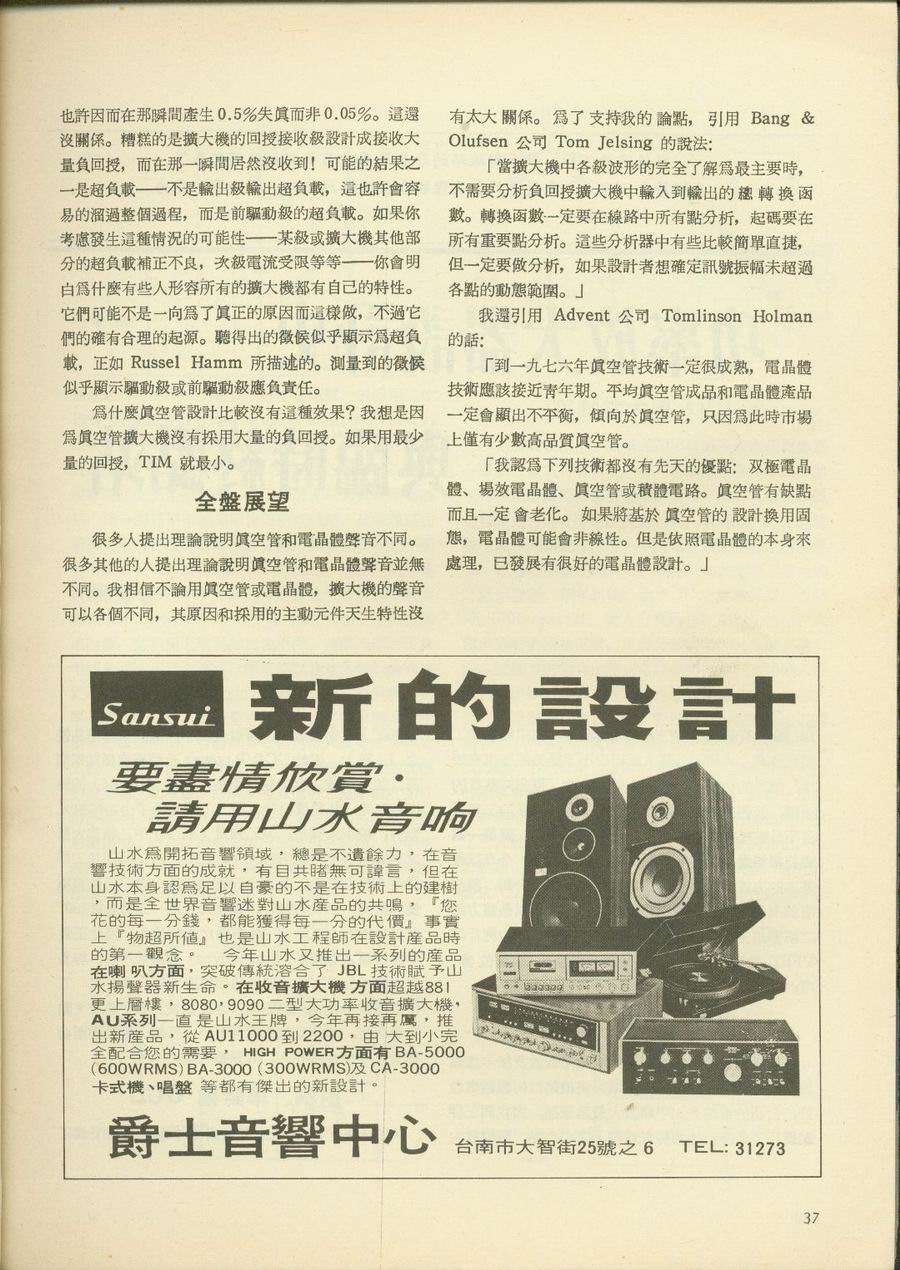 也許因而在那瞬間產生 0.5%失眞而非 0.05%。這還
沒關係。糟糕的是擴大機的回授接收級設計成接收大
量負回授，而在那一瞬間居然沒收到！可能的結果之
一是超負載——不是輸出級輸出超負載，這也許會容
易的溜過整個過程，而是前驅動級的超負載。如果你
考慮發生這種情況的可能性——某級或擴大機其他部
分的超負載補正不良，次級電流受限等等——你會明
白爲什麼有些人形容所有的擴大機都有自己的特性。
它們可能不是一向爲了眞正的原因而這樣做，不過它
們的確有合理的起源。聽得出的徵候似乎顯示爲超負
載，正如 Russel Hamm 所描述的。測量到的徵候
似乎顯示驅動級或前驅動級應負責任。
爲什麼眞空管設計比較沒有這種效果？我想是因
爲眞空管擴大機沒有採用大量的負回授。如果用最少
量的回授，TIM 就最小。
全盤展望
很多人提出理論說明眞空管和電晶體聲音不同。
很多其他的人提出理論說明眞空管和電晶體聲音並無
不同。我相信不論用眞空管或電晶體，擴大機的聲音
可以各個不同，其原因和採用的主動元件天生特性沒
有太大關係。爲了支持我的論點，引用 Bang &
Olufsen 公司 Tom Jelsing 的說法：
「當擴大機中各級波形的完全了解爲最主要時，
不需要分析負回授擴大機中輸入到輸出的總轉換函
數。轉換函數一定要在線路中所有點分析，起碼要在
所有重要點分析。這些分析器中有些比較簡單直捷，
但一定要做分析，如果設計者想確定訊號振幅未超過
各點的動態範圍。」
我還引用 Advent 公司 Tomlinson Holman
的話：
「到一九七六年眞空管技術一定很成熟，電晶體
技術應該接近靑年期。平均眞空管成品和電晶體產品
一定會顯出不平衡，傾向於眞空管，只因爲此時市場
上僅有少數高品質眞空管。
「我認爲下列技術都沒有先天的優點：双極電晶
體、場效電晶體、眞空管或積體電路。眞空管有缺點
而且一定會老化。如果將基於眞空管的設計換用固
態，電晶體可能會非線性。但是依照電晶體的本身來
處理，已發展有很好的電晶體設計。」
Sansui 新的設計
要盡情欣賞・
請用山水音响
山水爲開拓音響領域，總是不遺餘力，在音
響技術方面的成就，有目共睹無可諱言，但在
山水本身認爲足以自豪的不是在技術上的建樹
，而是全世界音響迷對山水産品的共鳴，『您
花的每一分錢，都能獲得每一分的代價』事實
上『物超所値』也是山水工程師在設計産品時
的第一觀念。 今年山水又推出一系列的産品
在喇叭方面，突破傳統溶合了 JBL 技術賦予山
水揚聲器新生命。在收音擴大機方面超越881
更上層樓，8080，9090 二型大功率收音擴大機，
AU系列一直是山水王牌，今年再接再厲，推
出新産品，從 AU11000 到 2200，由大到小完
全配合您的需要， HIGH POWER方面有 BA-5000
(600WRMS) BA-3000 (300WRMS)及 CA-3000
卡式機、唱盤 等都有傑出的新設計。
爵士音響中心 台南市大智街25號之6 TEL: 31273
37